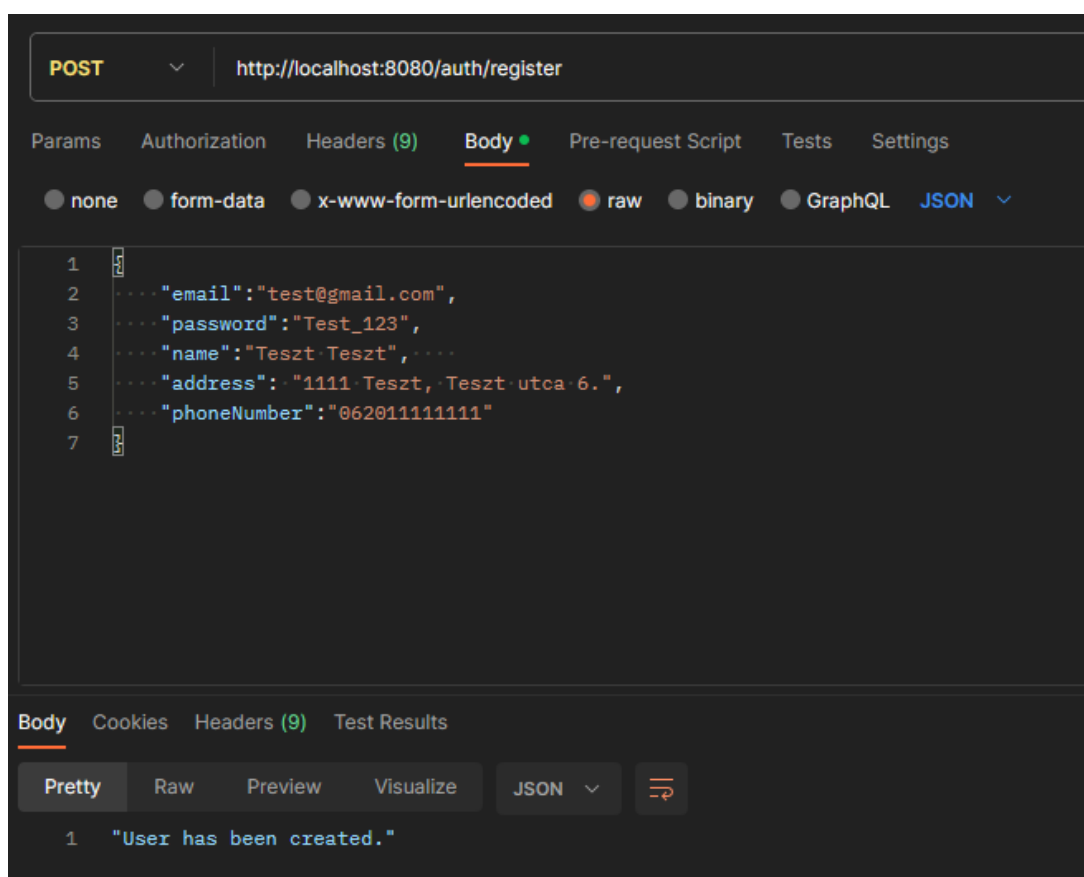 POST http://localhost:8080/auth/register
Params Authorization Headers (9) Body Pre-request Script Tests Settings
none form-data x-www-form-urlencoded raw binary GraphQL JSON
1 {
2 "email":"test@gmail.com",
3 "password":"Test_123",
4 "name":"Teszt Teszt",
5 "address": "1111 Teszt, Teszt utca 6.",
6 "phoneNumber":"062011111111"
7 }
Body Cookies Headers (9) Test Results
Pretty Raw Preview Visualize JSON
1 "User has been created."